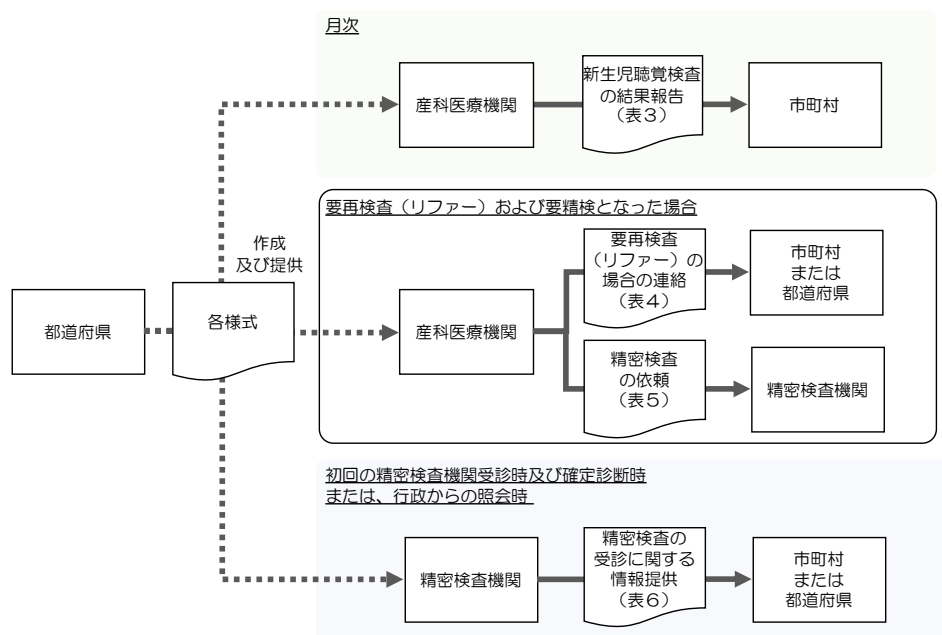 月次
産科医療機関
新生児聴覚検査
の結果報告
（表３）
市町村
要再検査（リファー）および要精検となった場合
作成
及び提供
都道府県
各様式
産科医療機関
要再検査
（リファー）の
場合の連絡
（表４）
市町村
または
都道府県
精密検査
の依頼
（表５）
精密検査機関
初回の精密検査機関受診時及び確定診断時
または、行政からの照会時
精密検査機関
精密検査の
受診に関する
情報提供
（表６）
市町村
または
都道府県